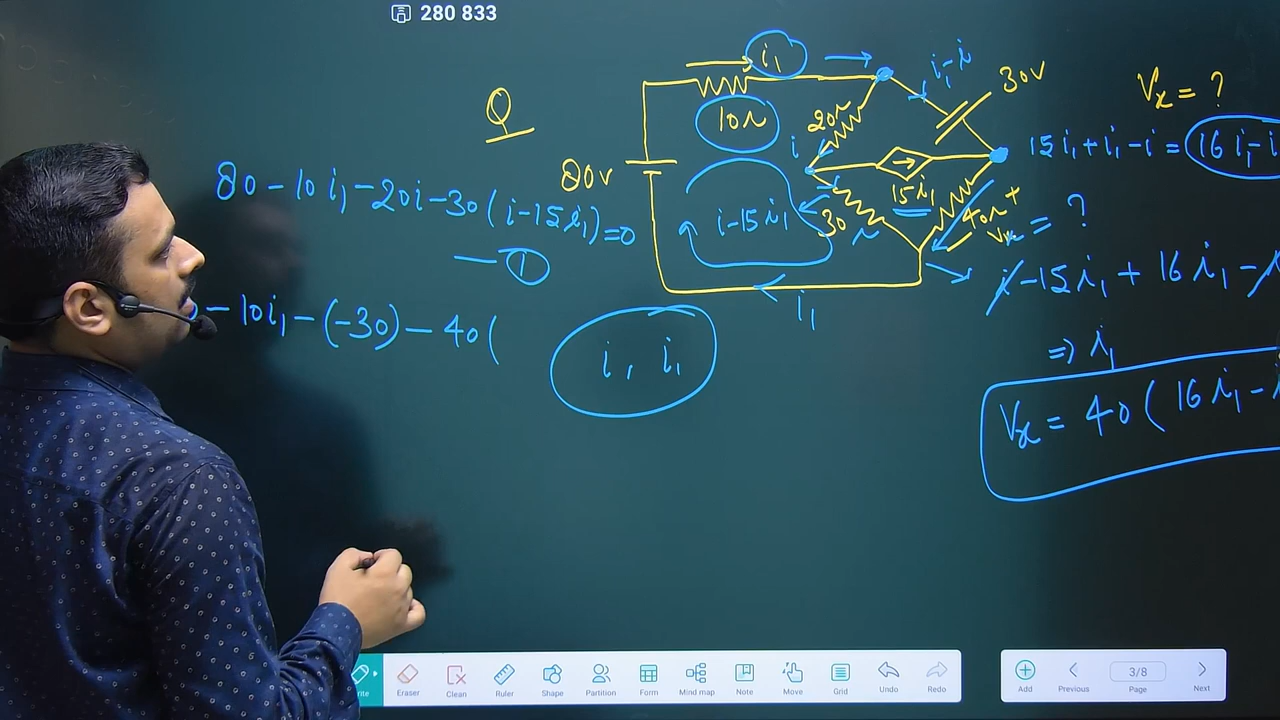 280 833
Q
i₁
i₁-i
30V
Vx = ?
10Ω
20Ω
i
80V
15i₁+i₁-i = 16i₁-i
80-10i₁-20i-30(i-15i₁)=0
—①
i-15i₁
30Ω
15i₁
40Ω
+
Vx = ?
i₁
i-15i₁+16i₁-
⇒ i₁
-10i₁-(-30)-40(
i, i₁
Vx = 40(16i₁-
Eraser
Clean
Ruler
Shape
Partition
Form
Mind map
Note
Move
Grid
Undo
Redo
Add
Previous
3/8
Page
Next